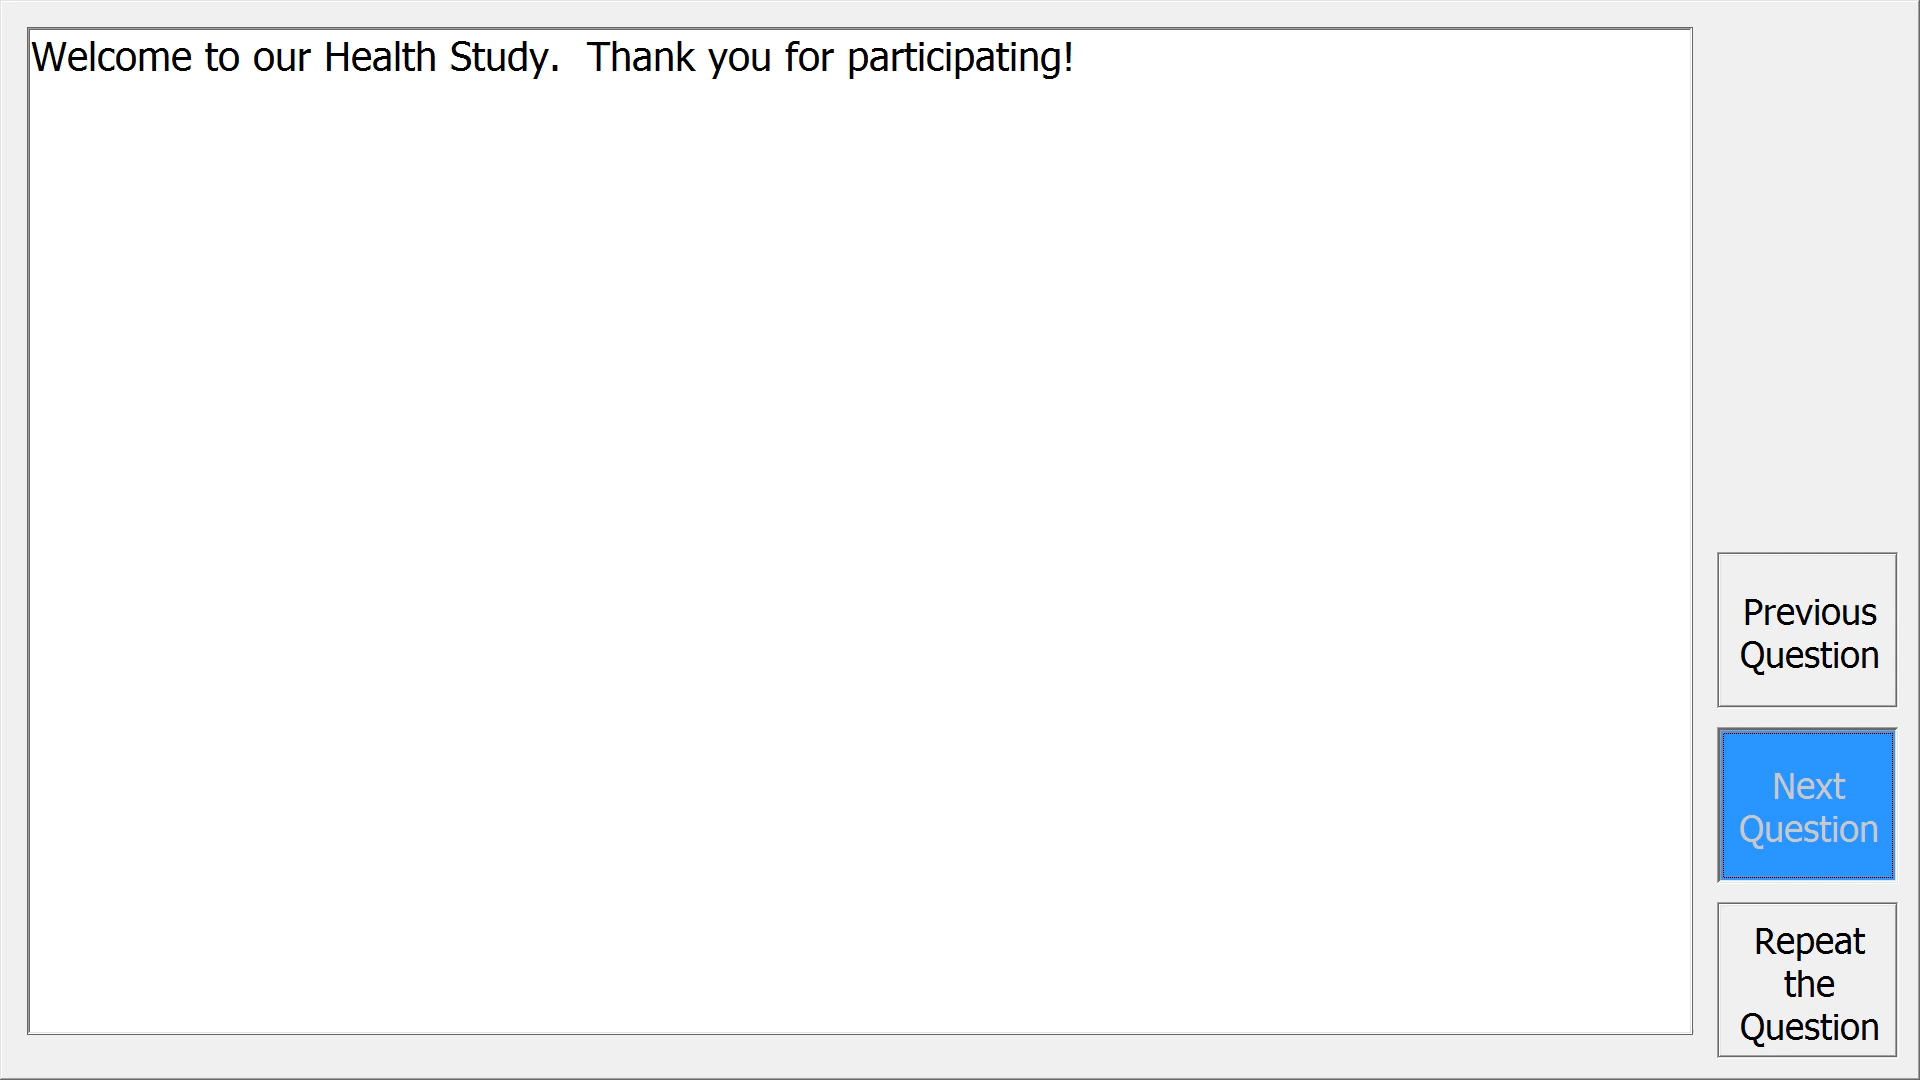 Welcome to our Health Study.  Thank you for participating!
Previous
Question
Next
Question
Repeat
the
Question